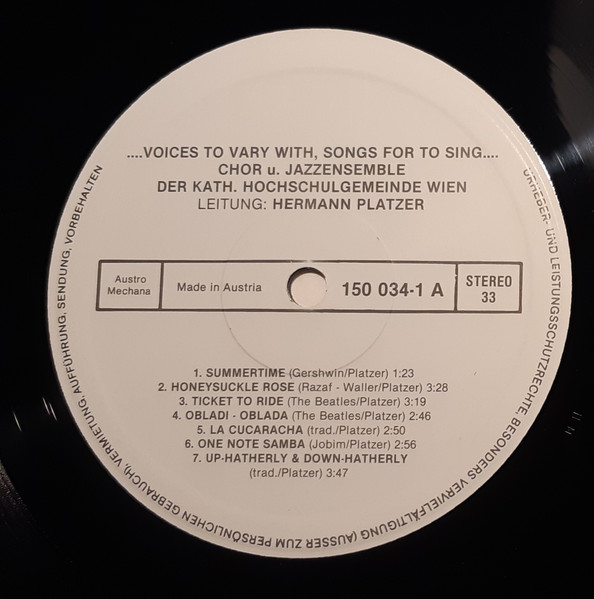 ....VOICES TO VARY WITH, SONGS FOR TO SING....
CHOR u. JAZZENSEMBLE
DER KATH. HOCHSCHULGEMEINDE WIEN
LEITUNG: HERMANN PLATZER
Austro
Mechana
Made in Austria
150 034-1 A
STEREO
33
1. SUMMERTIME (Gershwin/Platzer) 1:23
2. HONEYSUCKLE ROSE (Razaf - Waller/Platzer) 3:28
3. TICKET TO RIDE (The Beatles/Platzer) 3:19
4. OBLADI - OBLADA (The Beatles/Platzer) 2:46
5. LA CUCARACHA (trad./Platzer) 2:50
6. ONE NOTE SAMBA (Jobim/Platzer) 2:56
7. UP-HATHERLY & DOWN-HATHERLY
(trad./Platzer) 3:47
URHEBER- UND LEISTUNGSSCHUTZRECHTE, BESONDERS VERVIELFÄLTIGUNG (AUSSER ZUM PERSÖNLICHEN GEBRAUCH), VERMIETUNG, AUFFÜHRUNG, SENDUNG, VORBEHALTEN